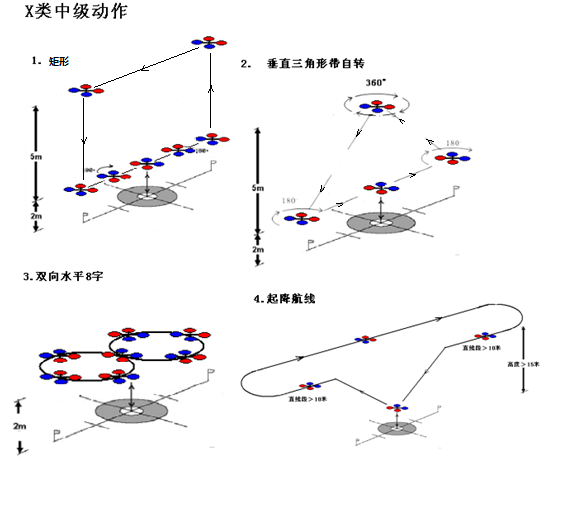 X类中级动作
1. 矩形
180°
180°
5m
2m
2. 垂直三角形带自转
360°
180
180
5m
2m
3.双向水平8字
2m
4.起降航线
直线段>10米
高度>15米
直线段>10米